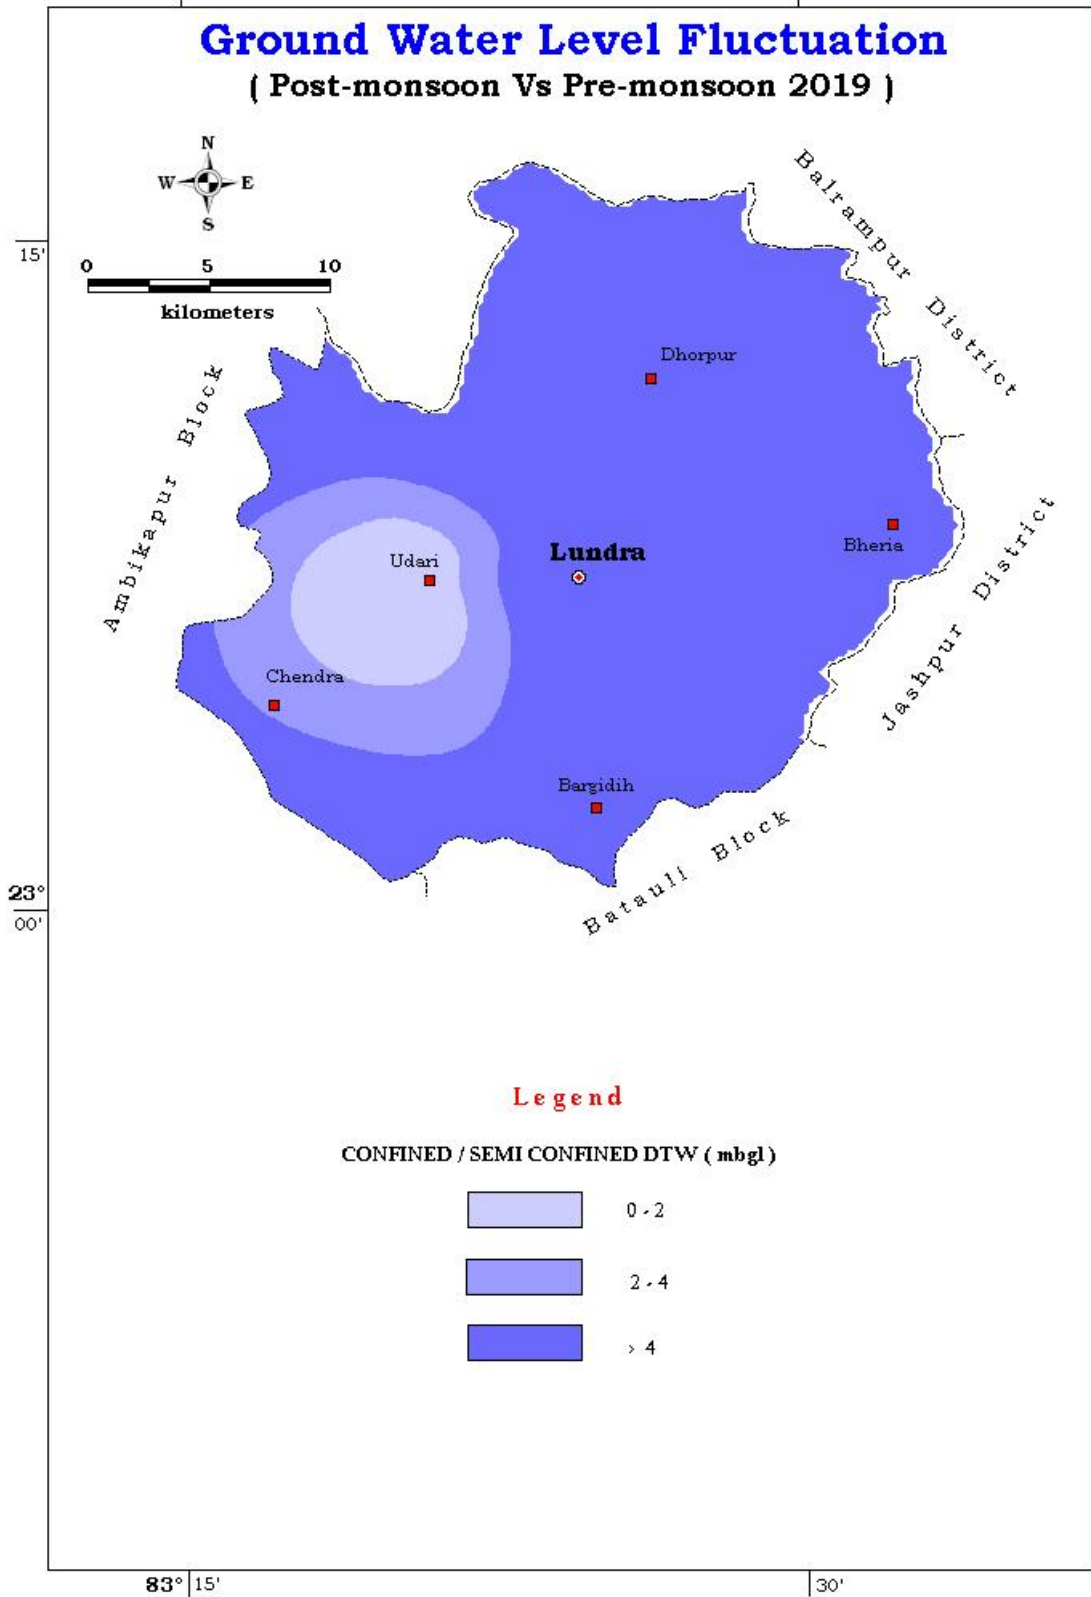 Ground Water Level Fluctuation
( Post-monsoon Vs Pre-monsoon 2019 )
N
W E
S
15'
0 5 10
kilometers
Balrampur District
Dhorpur
Ambikapur Block
Bheria
Lundra
Udari
Jashpur District
Chendra
Bargidih
Batauli Block
23°
00'
Legend
CONFINED / SEMI CONFINED DTW ( mbgl )
0 - 2
2 - 4
> 4
83° 15' 30'